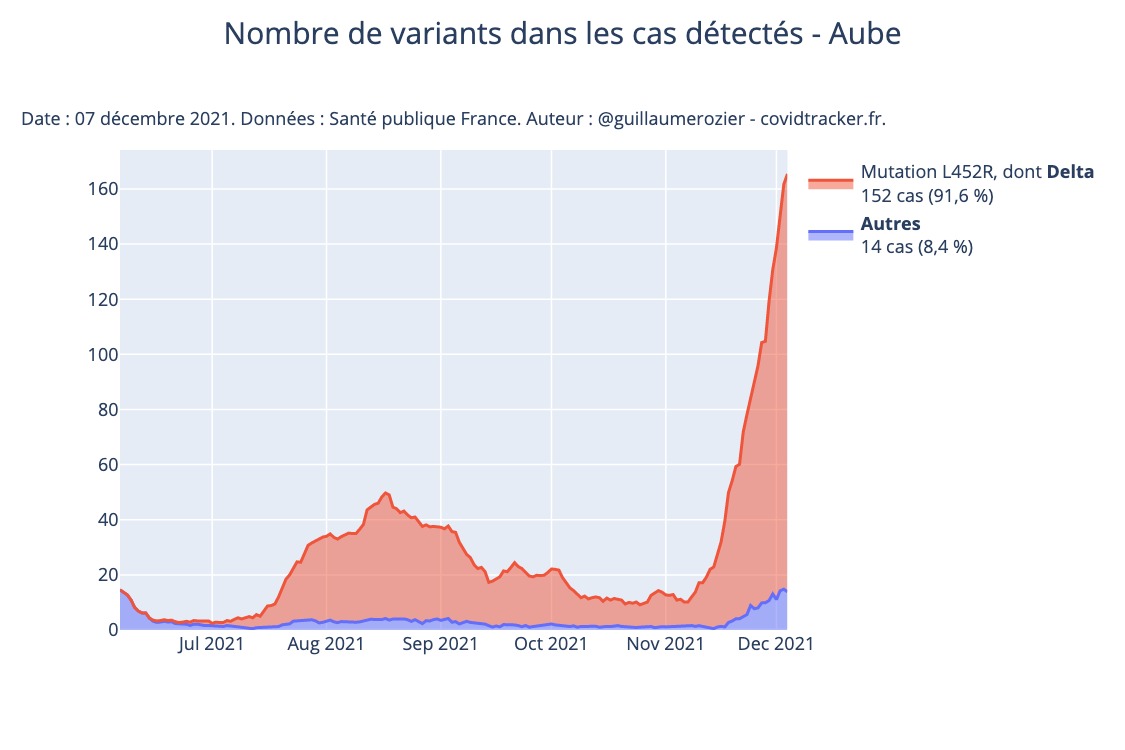 Nombre de variants dans les cas détectés - Aube
Date : 07 décembre 2021. Données : Santé publique France. Auteur : @guillaumerozier - covidtracker.fr.
Mutation L452R, dont Delta
152 cas (91,6 %)
Autres
14 cas (8,4 %)
160
140
120
100
80
60
40
20
0
Jul 2021 Aug 2021 Sep 2021 Oct 2021 Nov 2021 Dec 2021